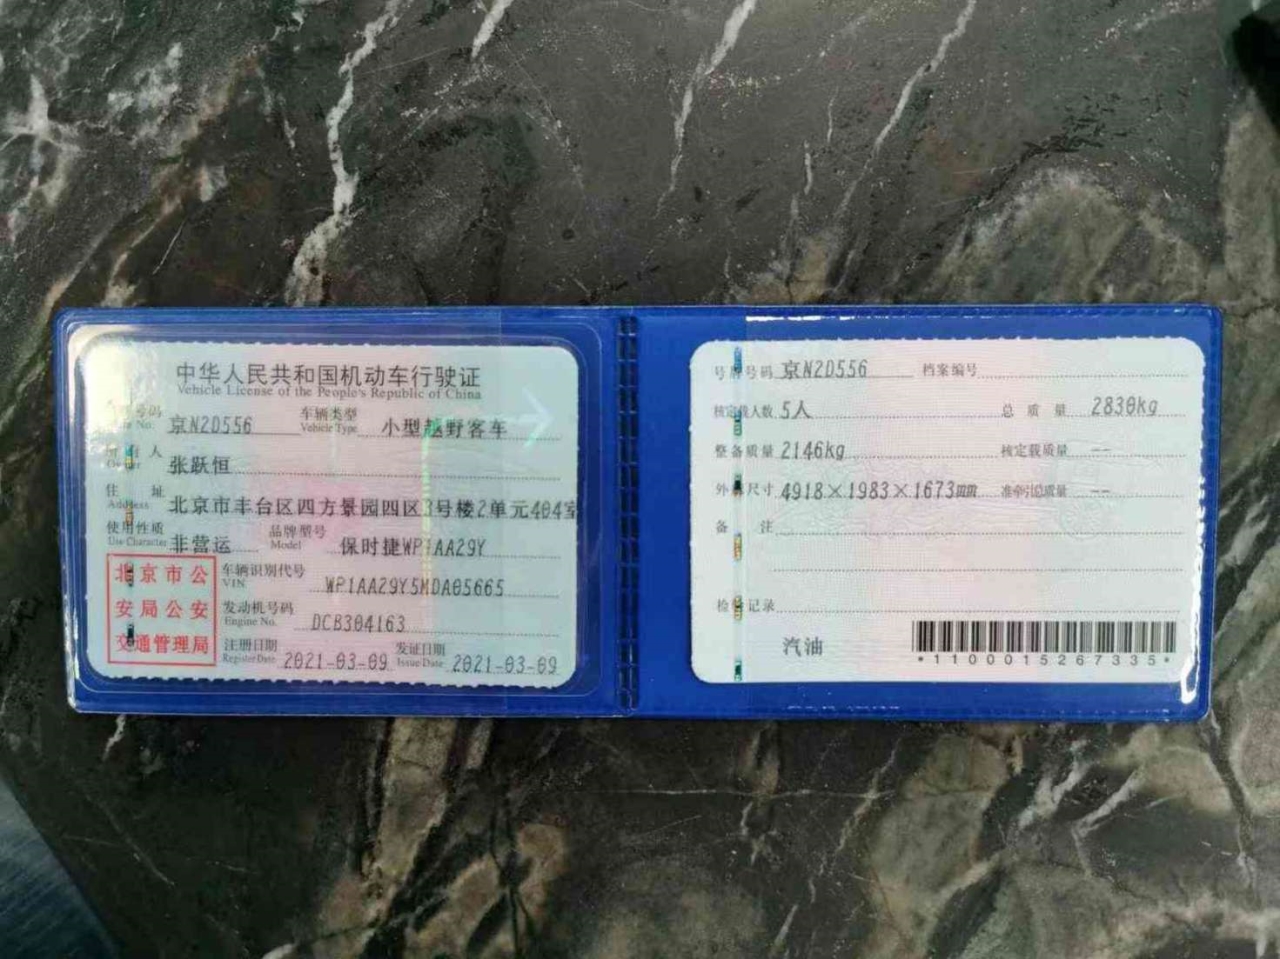 中华人民共和国机动车行驶证
Vehicle License of the People's Republic of China
号码 京N2D556 车辆类型 小型越野客车
No. Vehicle Type
所有人 张跃恒
住 址 北京市丰台区四方景园四区3号楼2单元404室
Address
使用性质 非营运 品牌型号 保时捷WP1AA29Y
Use Character Model
北京市公
安局公安
交通管理局
车辆识别代号 WP1AA29Y5MDA05665
VIN
发动机号码 DCB304163
Engine No.
注册日期 2021-03-09 发证日期 2021-03-09
Register Date Issue Date
号牌号码 京N2D556 档案编号
核定载人数 5人 总 质 量 2830kg
整备质量 2146kg 核定载质量 --
外廓尺寸 4918×1983×1673mm 准牵引总质量 --
备 注
检验记录
汽油
*1100015267335*